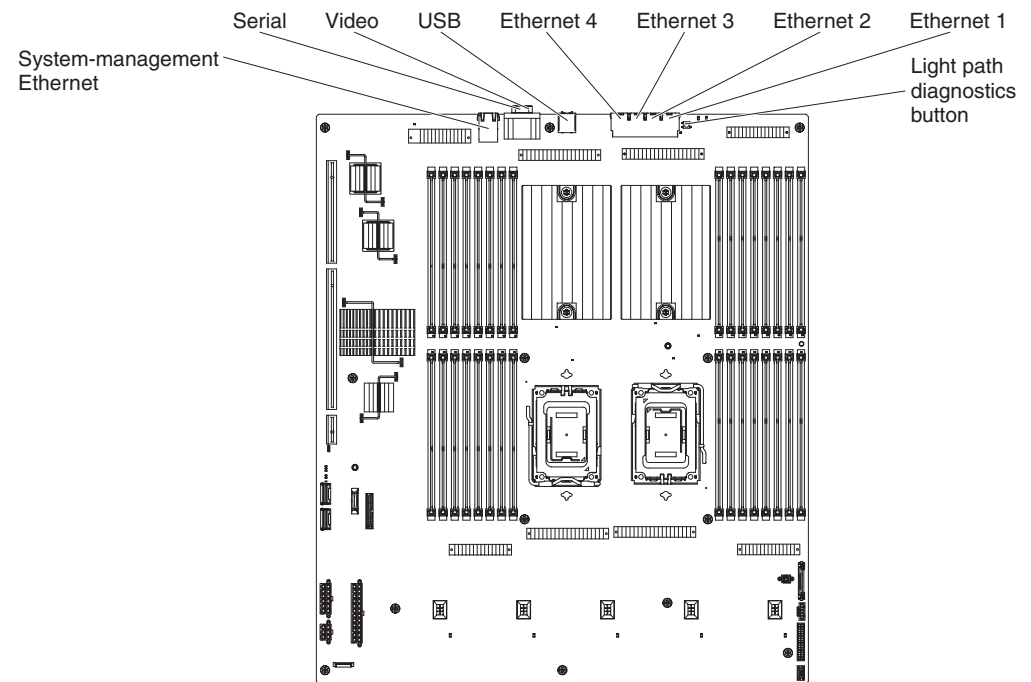 Serial
Video
USB
Ethernet 4
Ethernet 3
Ethernet 2
Ethernet 1
System-management
Ethernet
Light path
diagnostics
button